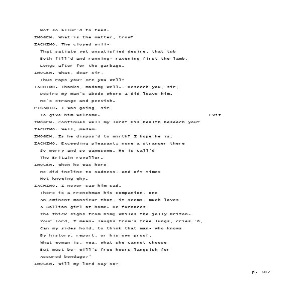 Not so allur'd to feed.
IMOGEN. What is the matter, trow?
IACHIMO. The cloyed will-
That satiate yet unsatisfied desire, that tub
Both fill'd and running- ravening first the lamb,
Longs after for the garbage.
IMOGEN. What, dear sir,
Thus raps you? Are you well?
IACHIMO. Thanks, madam; well.- Beseech you, sir,
Desire my man's abode where I did leave him.
He's strange and peevish.
PISANIO. I was going, sir,
To give him welcome. Exit
IMOGEN. Continues well my lord? His health beseech you?
IACHIMO. Well, madam.
IMOGEN. Is he dispos'd to mirth? I hope he is.
IACHIMO. Exceeding pleasant; none a stranger there
So merry and so gamesome. He is call'd
The Britain reveller.
IMOGEN. When he was here
He did incline to sadness, and oft-times
Not knowing why.
IACHIMO. I never saw him sad.
There is a Frenchman his companion, one
An eminent monsieur that, it seems, much loves
A Gallian girl at home. He furnaces
The thick sighs from him; whiles the jolly Briton-
Your lord, I mean- laughs from's free lungs, cries 'O,
Can my sides hold, to think that man- who knows
By history, report, or his own proof,
What woman is, yea, what she cannot choose
But must be- will's free hours languish for
Assured bondage?'
IMOGEN. Will my lord say so?